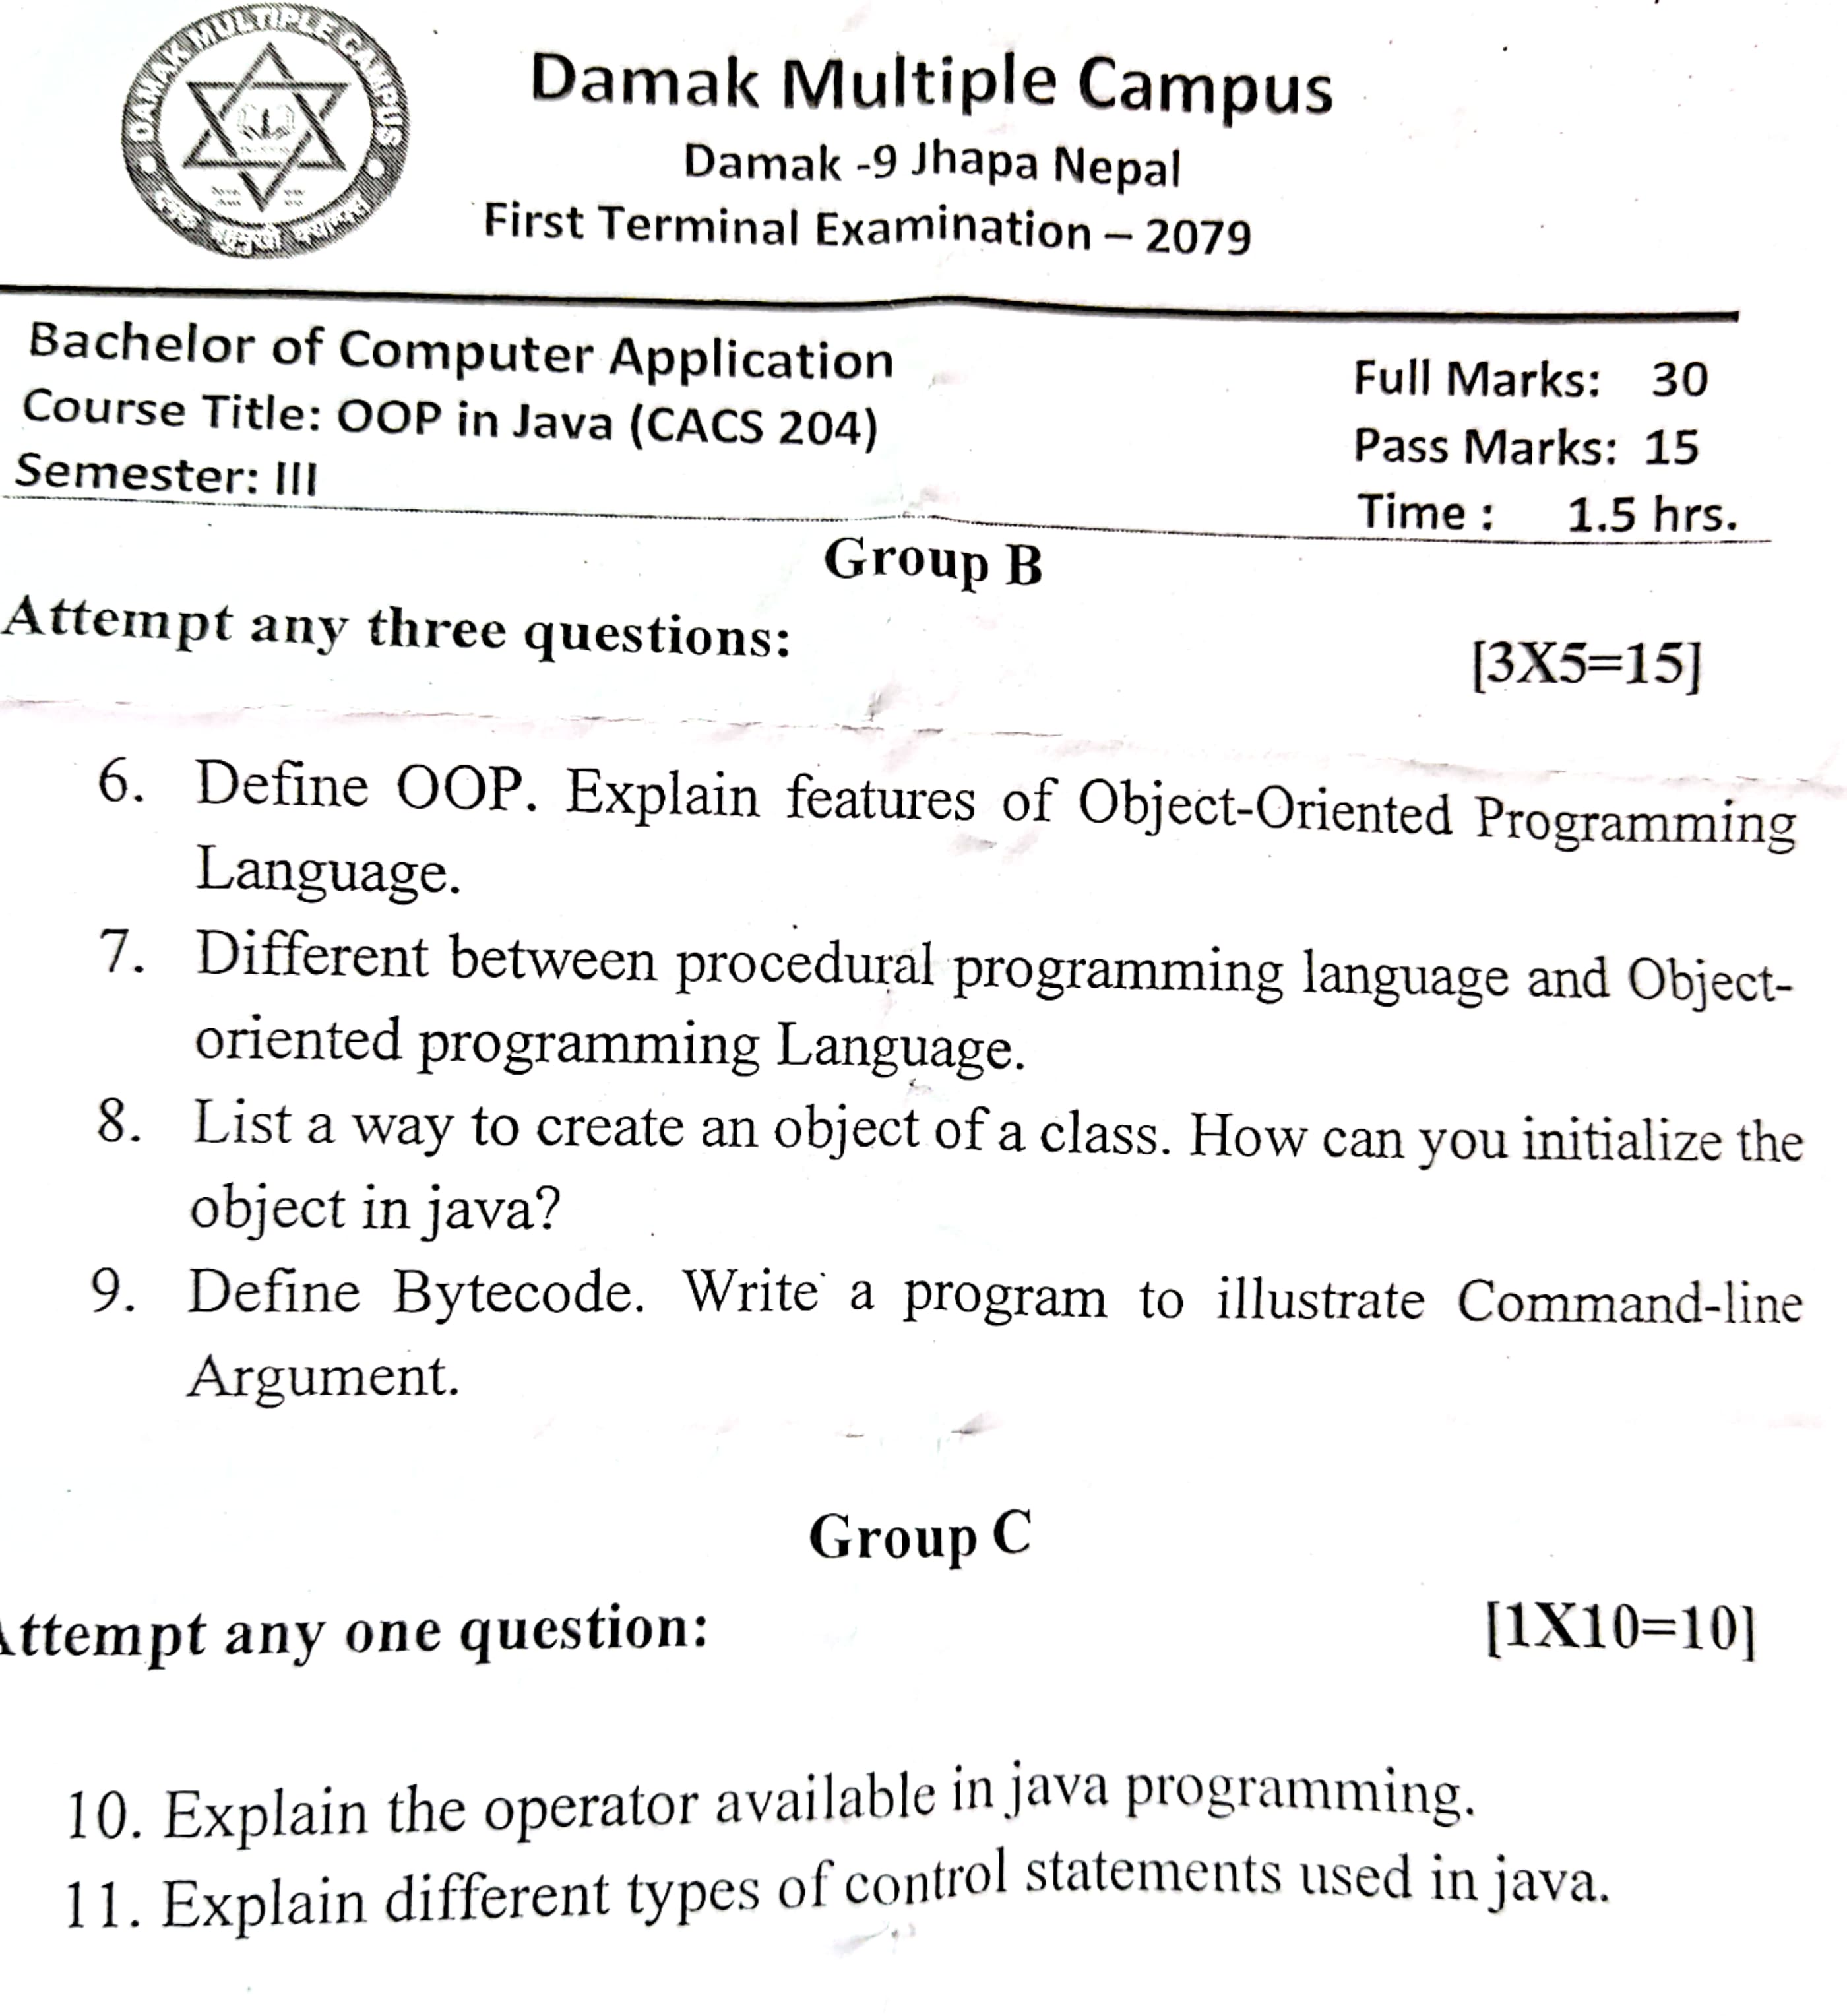 DAMAK MULTIPLE CAMPUS
Damak Multiple Campus
Damak -9 Jhapa Nepal
First Terminal Examination – 2079
Bachelor of Computer Application
Full Marks: 30
Course Title: OOP in Java (CACS 204)
Pass Marks: 15
Semester: III
Time : 1.5 hrs.
Group B
Attempt any three questions:
[3X5=15]
6. Define OOP. Explain features of Object-Oriented Programming
Language.
7. Different between procedural programming language and Object-
oriented programming Language.
8. List a way to create an object of a class. How can you initialize the
object in java?
9. Define Bytecode. Write a program to illustrate Command-line
Argument.
Group C
Attempt any one question:
[1X10=10]
10. Explain the operator available in java programming.
11. Explain different types of control statements used in java.